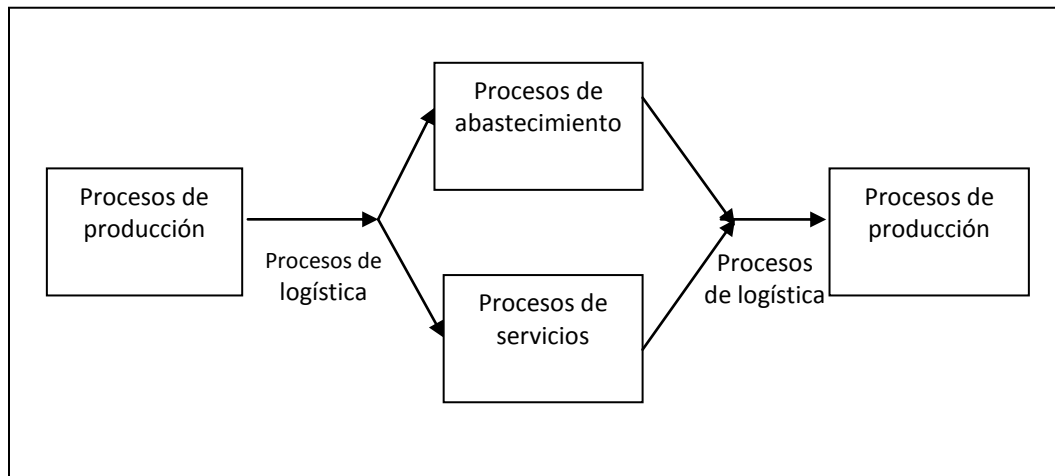 Procesos de
producción
Procesos de
logística
Procesos de
abastecimiento
Procesos de
servicios
Procesos
de logística
Procesos de
producción